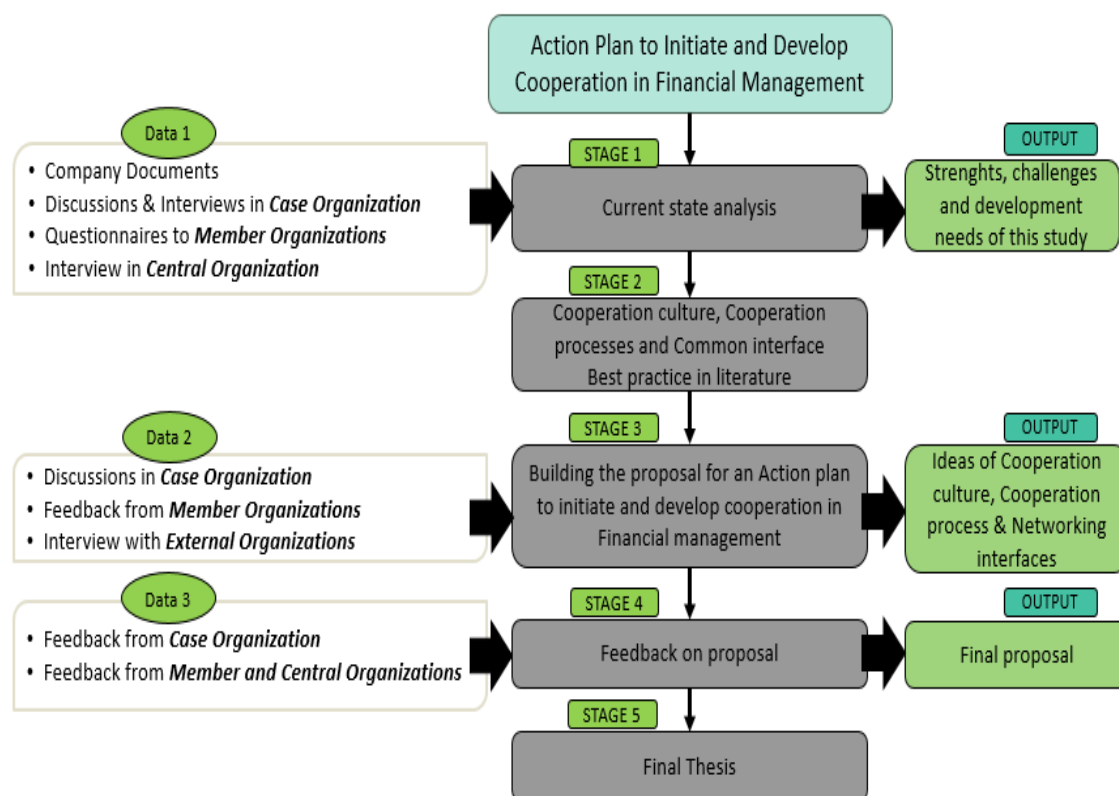 Action Plan to Initiate and Develop
Cooperation in Financial Management
Data 1
• Company Documents
• Discussions & Interviews in Case Organization
• Questionnaires to Member Organizations
• Interview in Central Organization
STAGE 1
Current state analysis
OUTPUT
Strenghts, challenges
and development
needs of this study
STAGE 2
Cooperation culture, Cooperation
processes and Common interface
Best practice in literature
Data 2
• Discussions in Case Organization
• Feedback from Member Organizations
• Interview with External Organizations
STAGE 3
Building the proposal for an Action plan
to initiate and develop cooperation in
Financial management
OUTPUT
Ideas of Cooperation
culture, Cooperation
process & Networking
interfaces
Data 3
• Feedback from Case Organization
• Feedback from Member and Central Organizations
STAGE 4
Feedback on proposal
OUTPUT
Final proposal
STAGE 5
Final Thesis